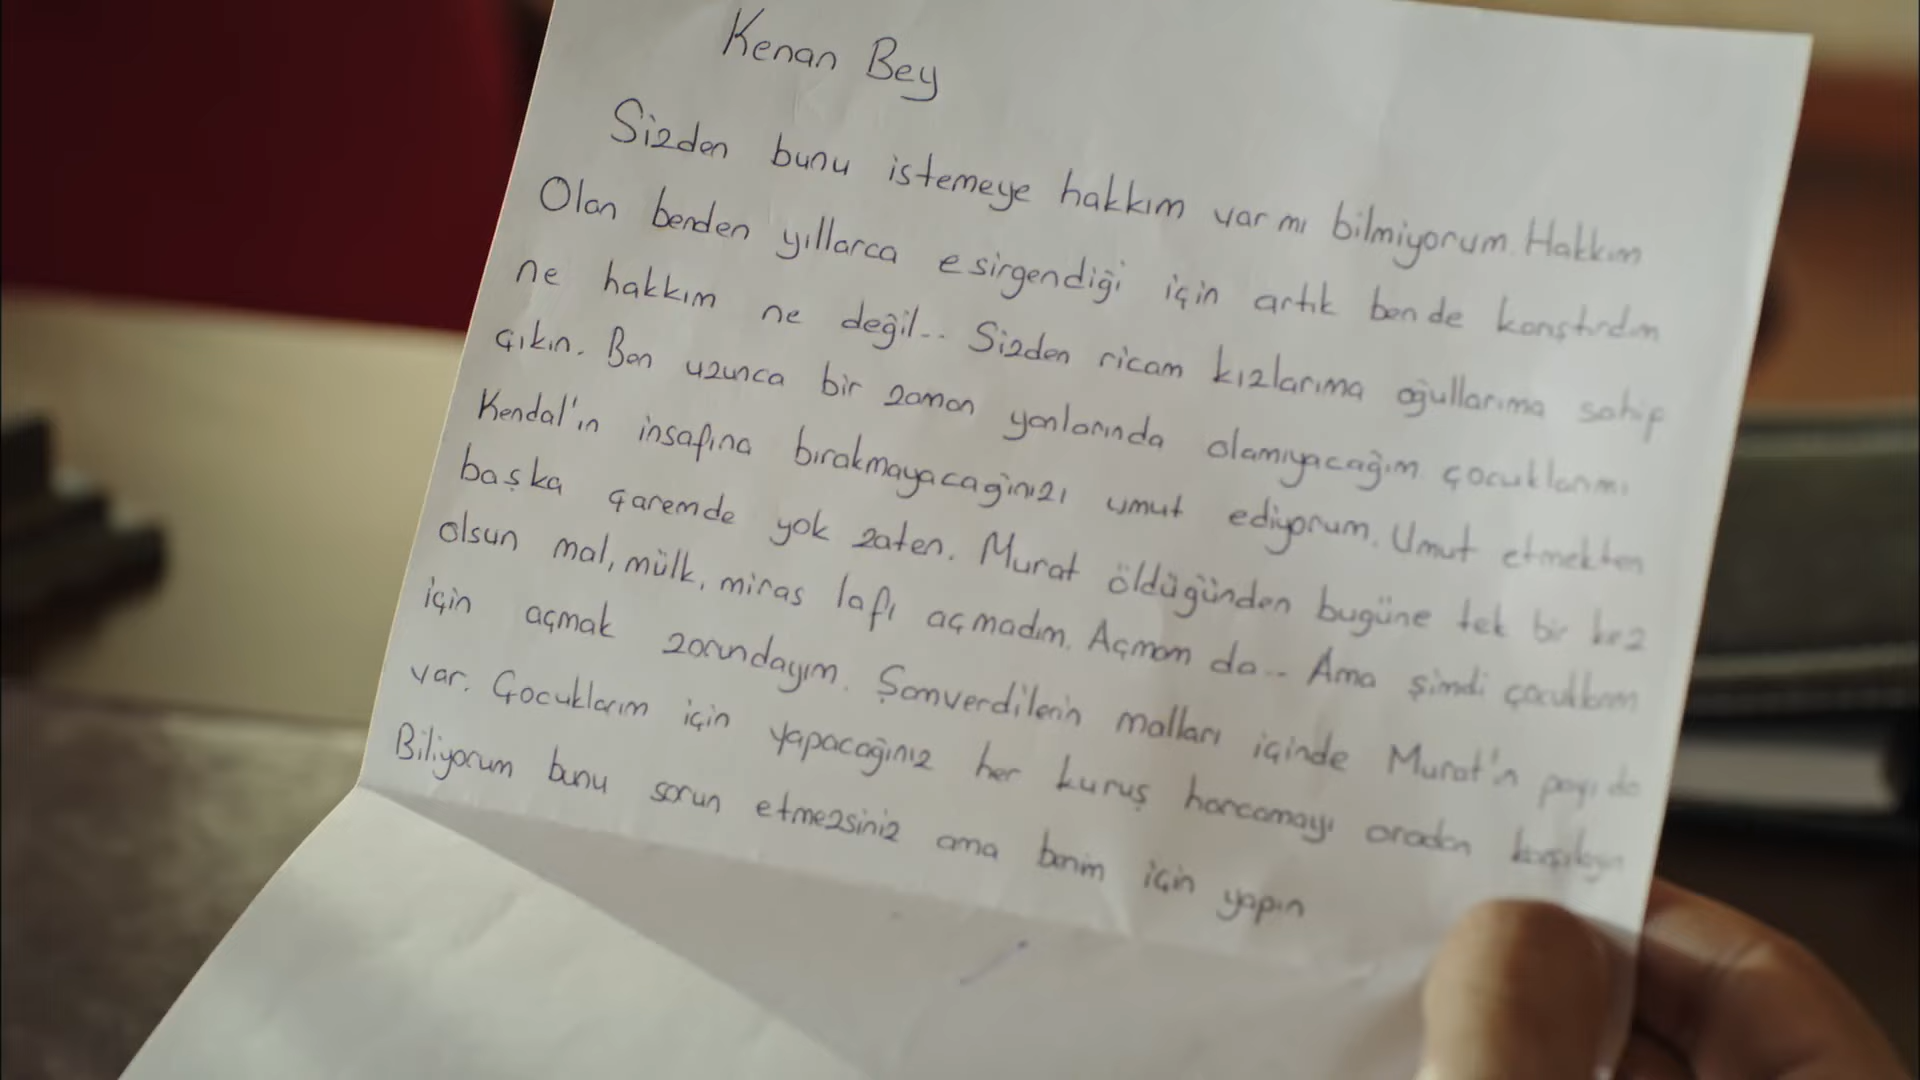 Kenan Bey
Sizden bunu istemeye hakkım var mı bilmiyorum. Hakkım
Olan benden yıllarca esirgendiği için artık bende karıştırdım
ne hakkım ne değil.. Sizden ricam kızlarıma oğullarıma sahip
çıkın. Ben uzunca bir zaman yanlarında olamıyacağım çocuklarımı
Kendal'ın insafına bırakmayacağınızı umut ediyorum. Umut etmekten
başka çaremde yok zaten. Murat öldüğünden bugüne tek bir kez
olsun mal, mülk, miras lafı açmadım. Açmam da.. Ama şimdi çocuklarım
için açmak zorundayım. Şanverdilerin malları içinde Murat'ın payı da
var. Çocuklarım için yapacağınız her kuruş harcamayı oradan
Biliyorum bunu sorun etmezsiniz ama benim için yapın